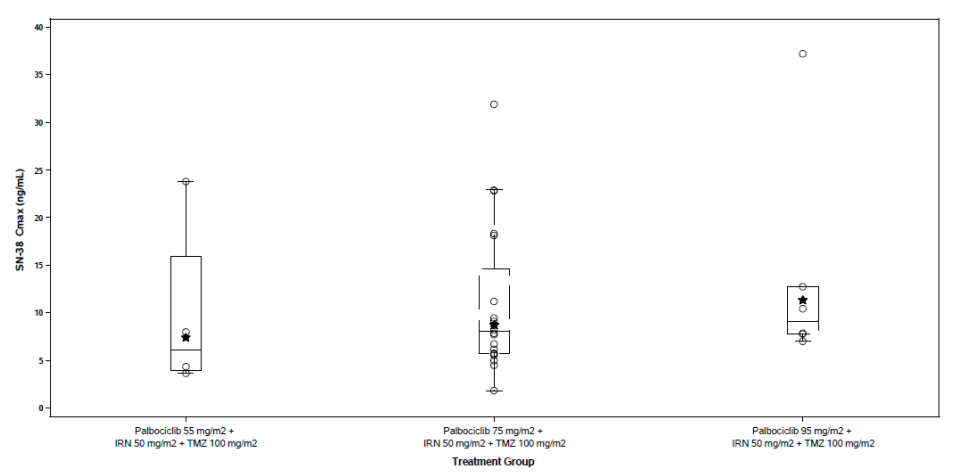 40
35
30
25
20
15
10
5
0
SN-38 Cmax (ng/mL)
Palbociclib 55 mg/m2 +
IRN 50 mg/m2 + TMZ 100 mg/m2
Palbociclib 75 mg/m2 +
IRN 50 mg/m2 + TMZ 100 mg/m2
Palbociclib 95 mg/m2 +
IRN 50 mg/m2 + TMZ 100 mg/m2
Treatment Group